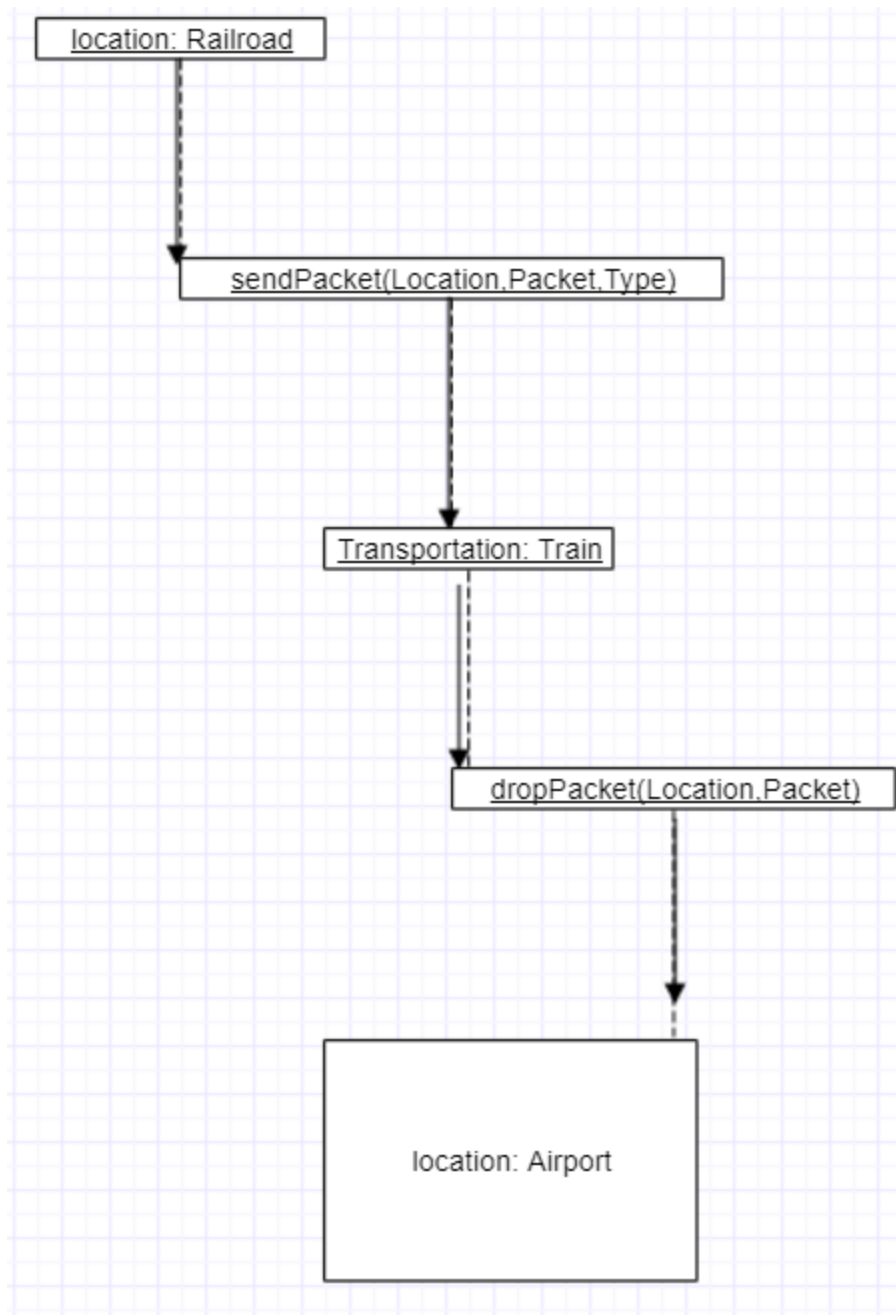 location: Railroad
sendPacket(Location,Packet,Type)
Transportation: Train
dropPacket(Location,Packet)
location: Airport